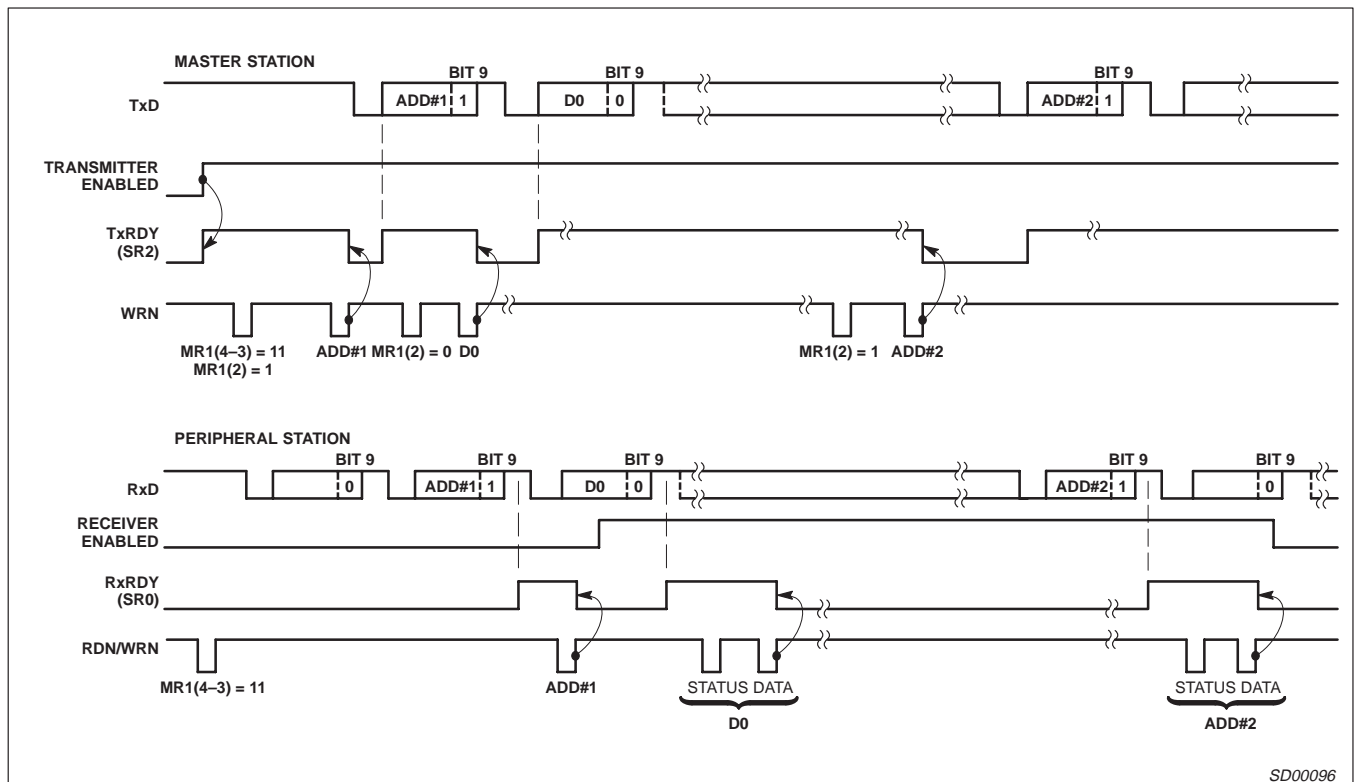 MASTER STATION
BIT 9 BIT 9 BIT 9
TxD ADD#1 1 D0 0 ADD#2 1
TRANSMITTER
ENABLED
TxRDY
(SR2)
WRN
MR1(4–3) = 11 ADD#1 MR1(2) = 0 D0 MR1(2) = 1 ADD#2
MR1(2) = 1
PERIPHERAL STATION
BIT 9 BIT 9 BIT 9 BIT 9 BIT 9
RxD 0 ADD#1 1 D0 0 ADD#2 1 0
RECEIVER
ENABLED
RxRDY
(SR0)
RDN/WRN
MR1(4–3) = 11 ADD#1 STATUS DATA STATUS DATA
D0 ADD#2
SD00096